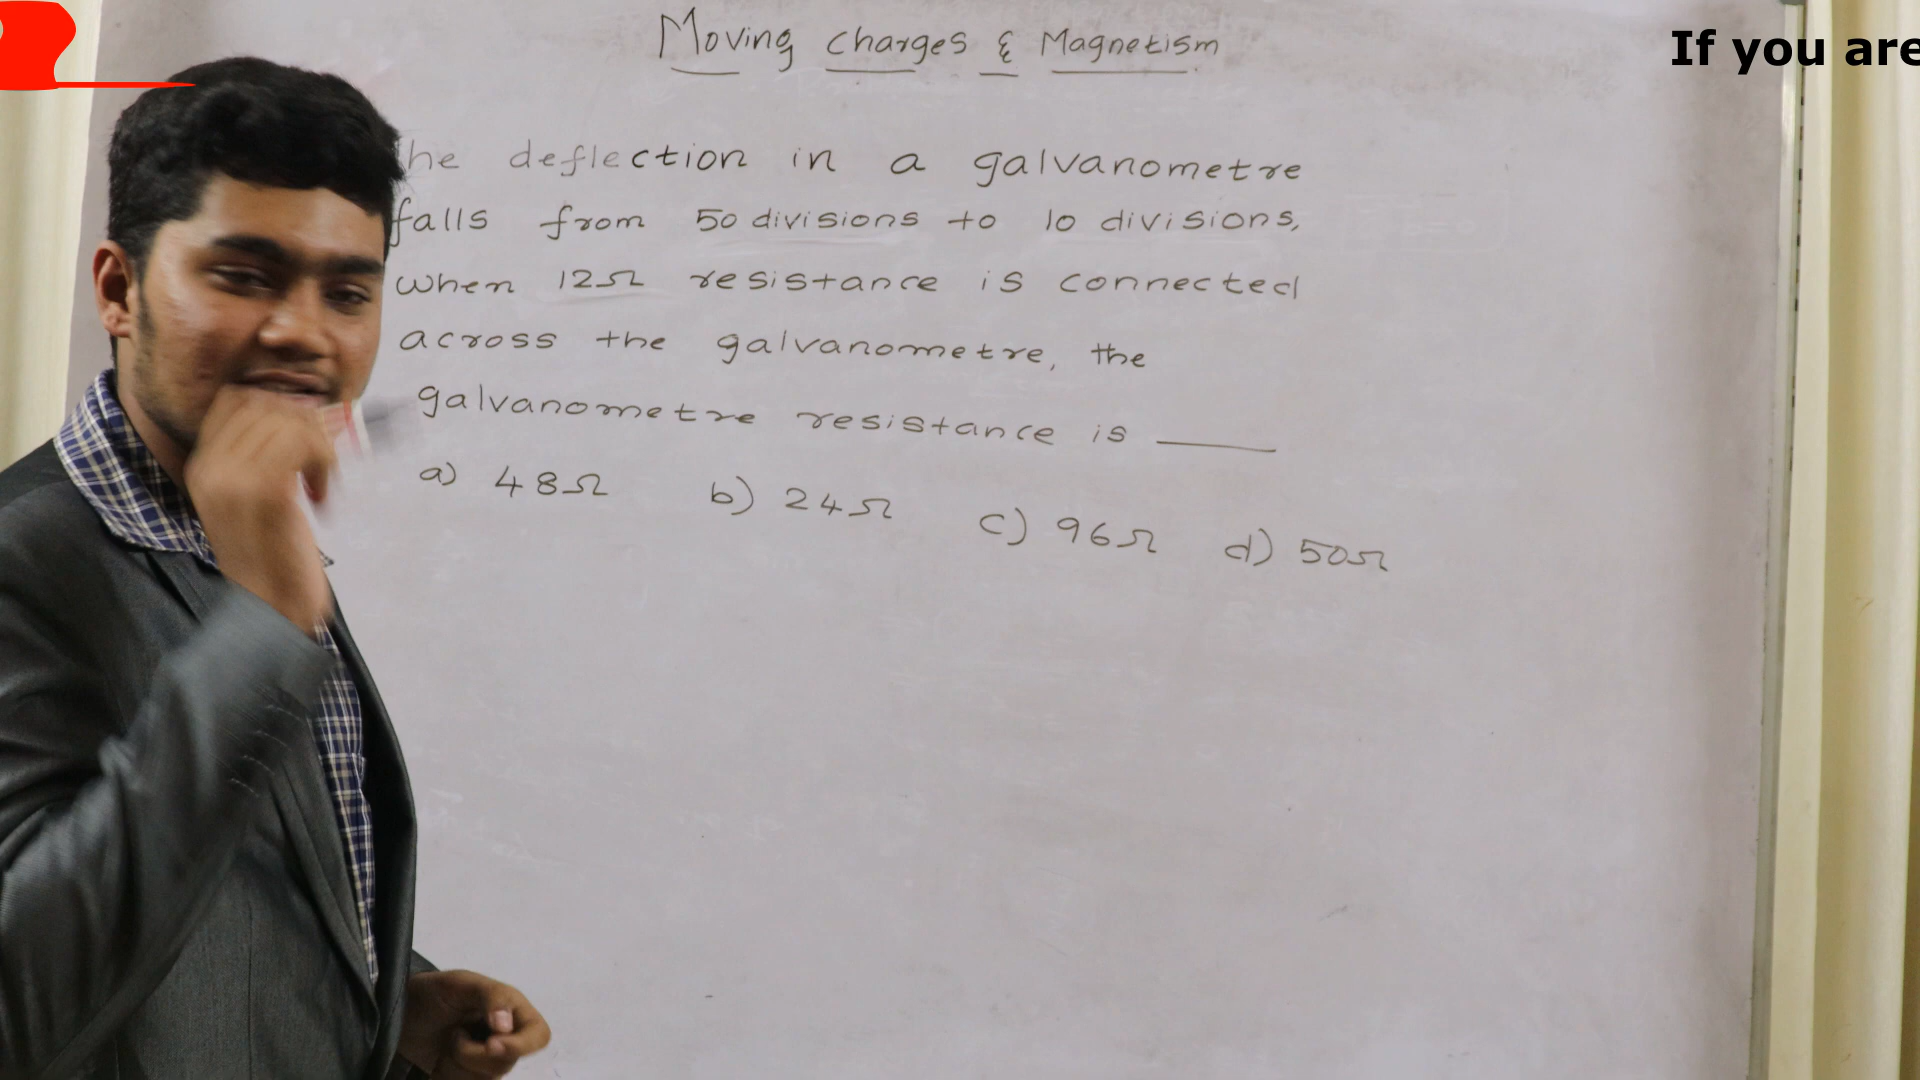 Moving charges & Magnetism
If you are
he deflection in a galvanometre
falls from 50 divisions to 10 divisions,
when 12Ω resistance is connected
across the galvanometre, the
galvanometre resistance is ____
a) 48Ω b) 24Ω c) 96Ω d) 50Ω